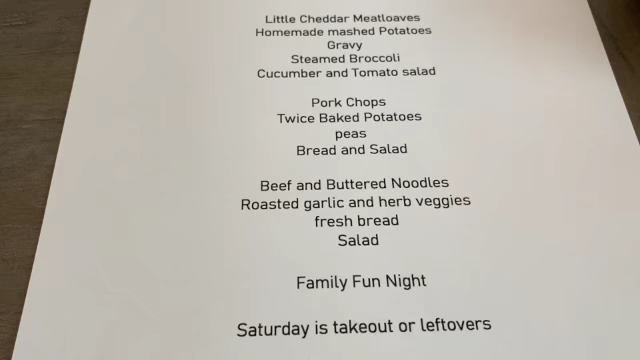 Little Cheddar Meatloaves
Homemade mashed Potatoes
Gravy
Steamed Broccoli
Cucumber and Tomato salad
Pork Chops
Twice Baked Potatoes
peas
Bread and Salad
Beef and Buttered Noodles
Roasted garlic and herb veggies
fresh bread
Salad
Family Fun Night
Saturday is takeout or leftovers